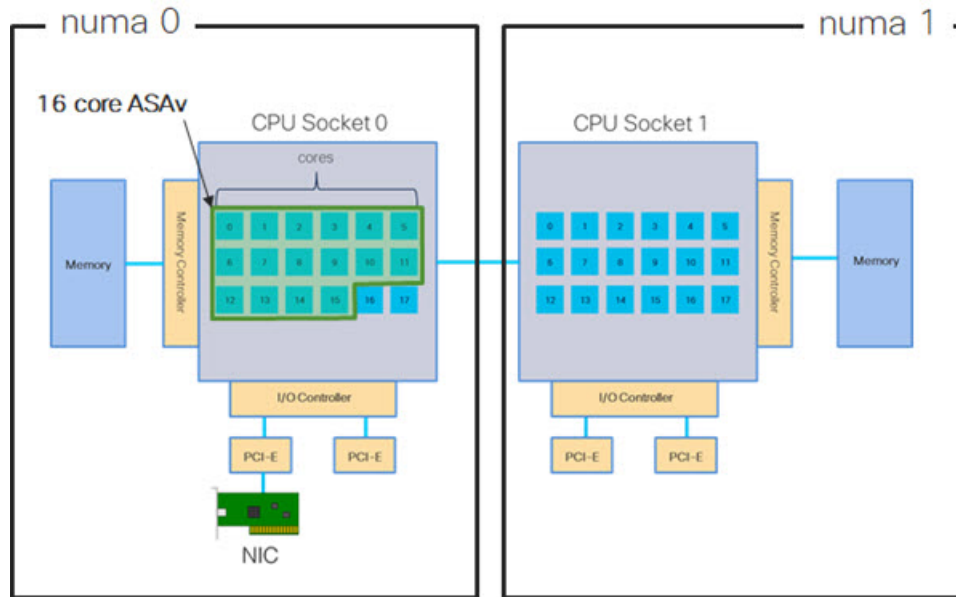 numa 0
numa 1
16 core ASAv
CPU Socket 0
CPU Socket 1
cores
Memory
Memory Controller
0 1 2 3 4 5
6 7 8 9 10 11
12 13 14 15 16 17
0 1 2 3 4 5
6 7 8 9 10 11
12 13 14 15 16 17
Memory Controller
Memory
I/O Controller
I/O Controller
PCI-E
PCI-E
PCI-E
PCI-E
NIC